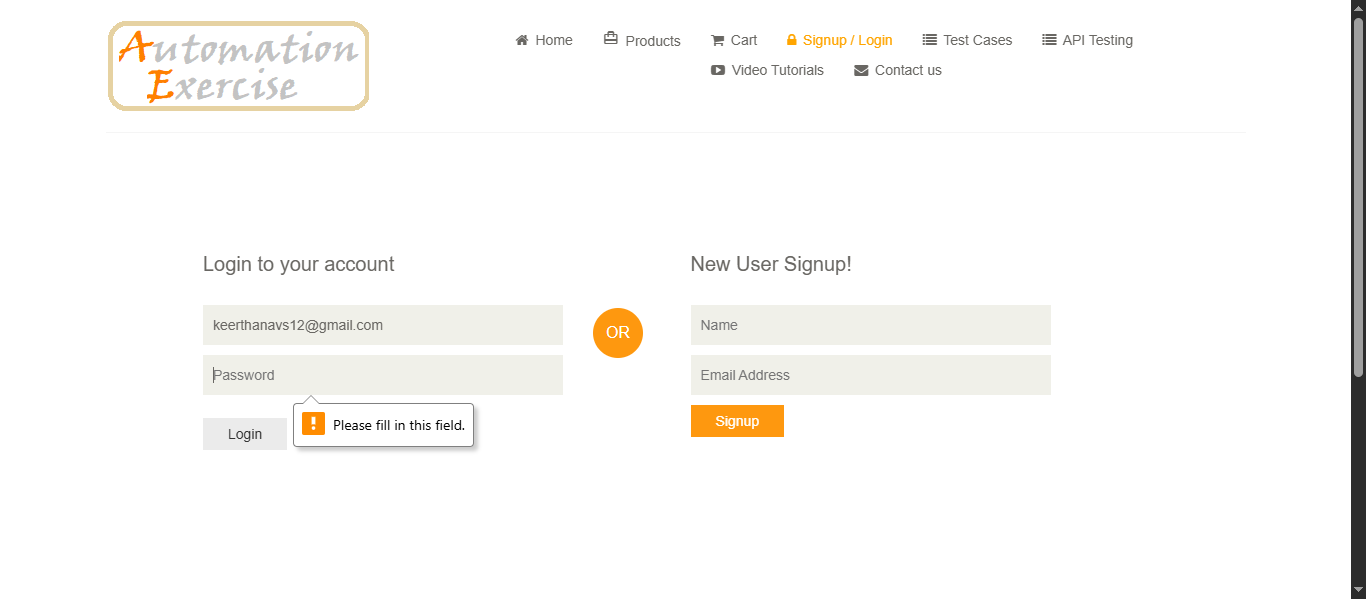 Automation
Exercise
Home
Products
Cart
Signup / Login
Test Cases
API Testing
Video Tutorials
Contact us
Login to your account
keerthanavs12@gmail.com
Password
Please fill in this field.
Login
OR
New User Signup!
Name
Email Address
Signup